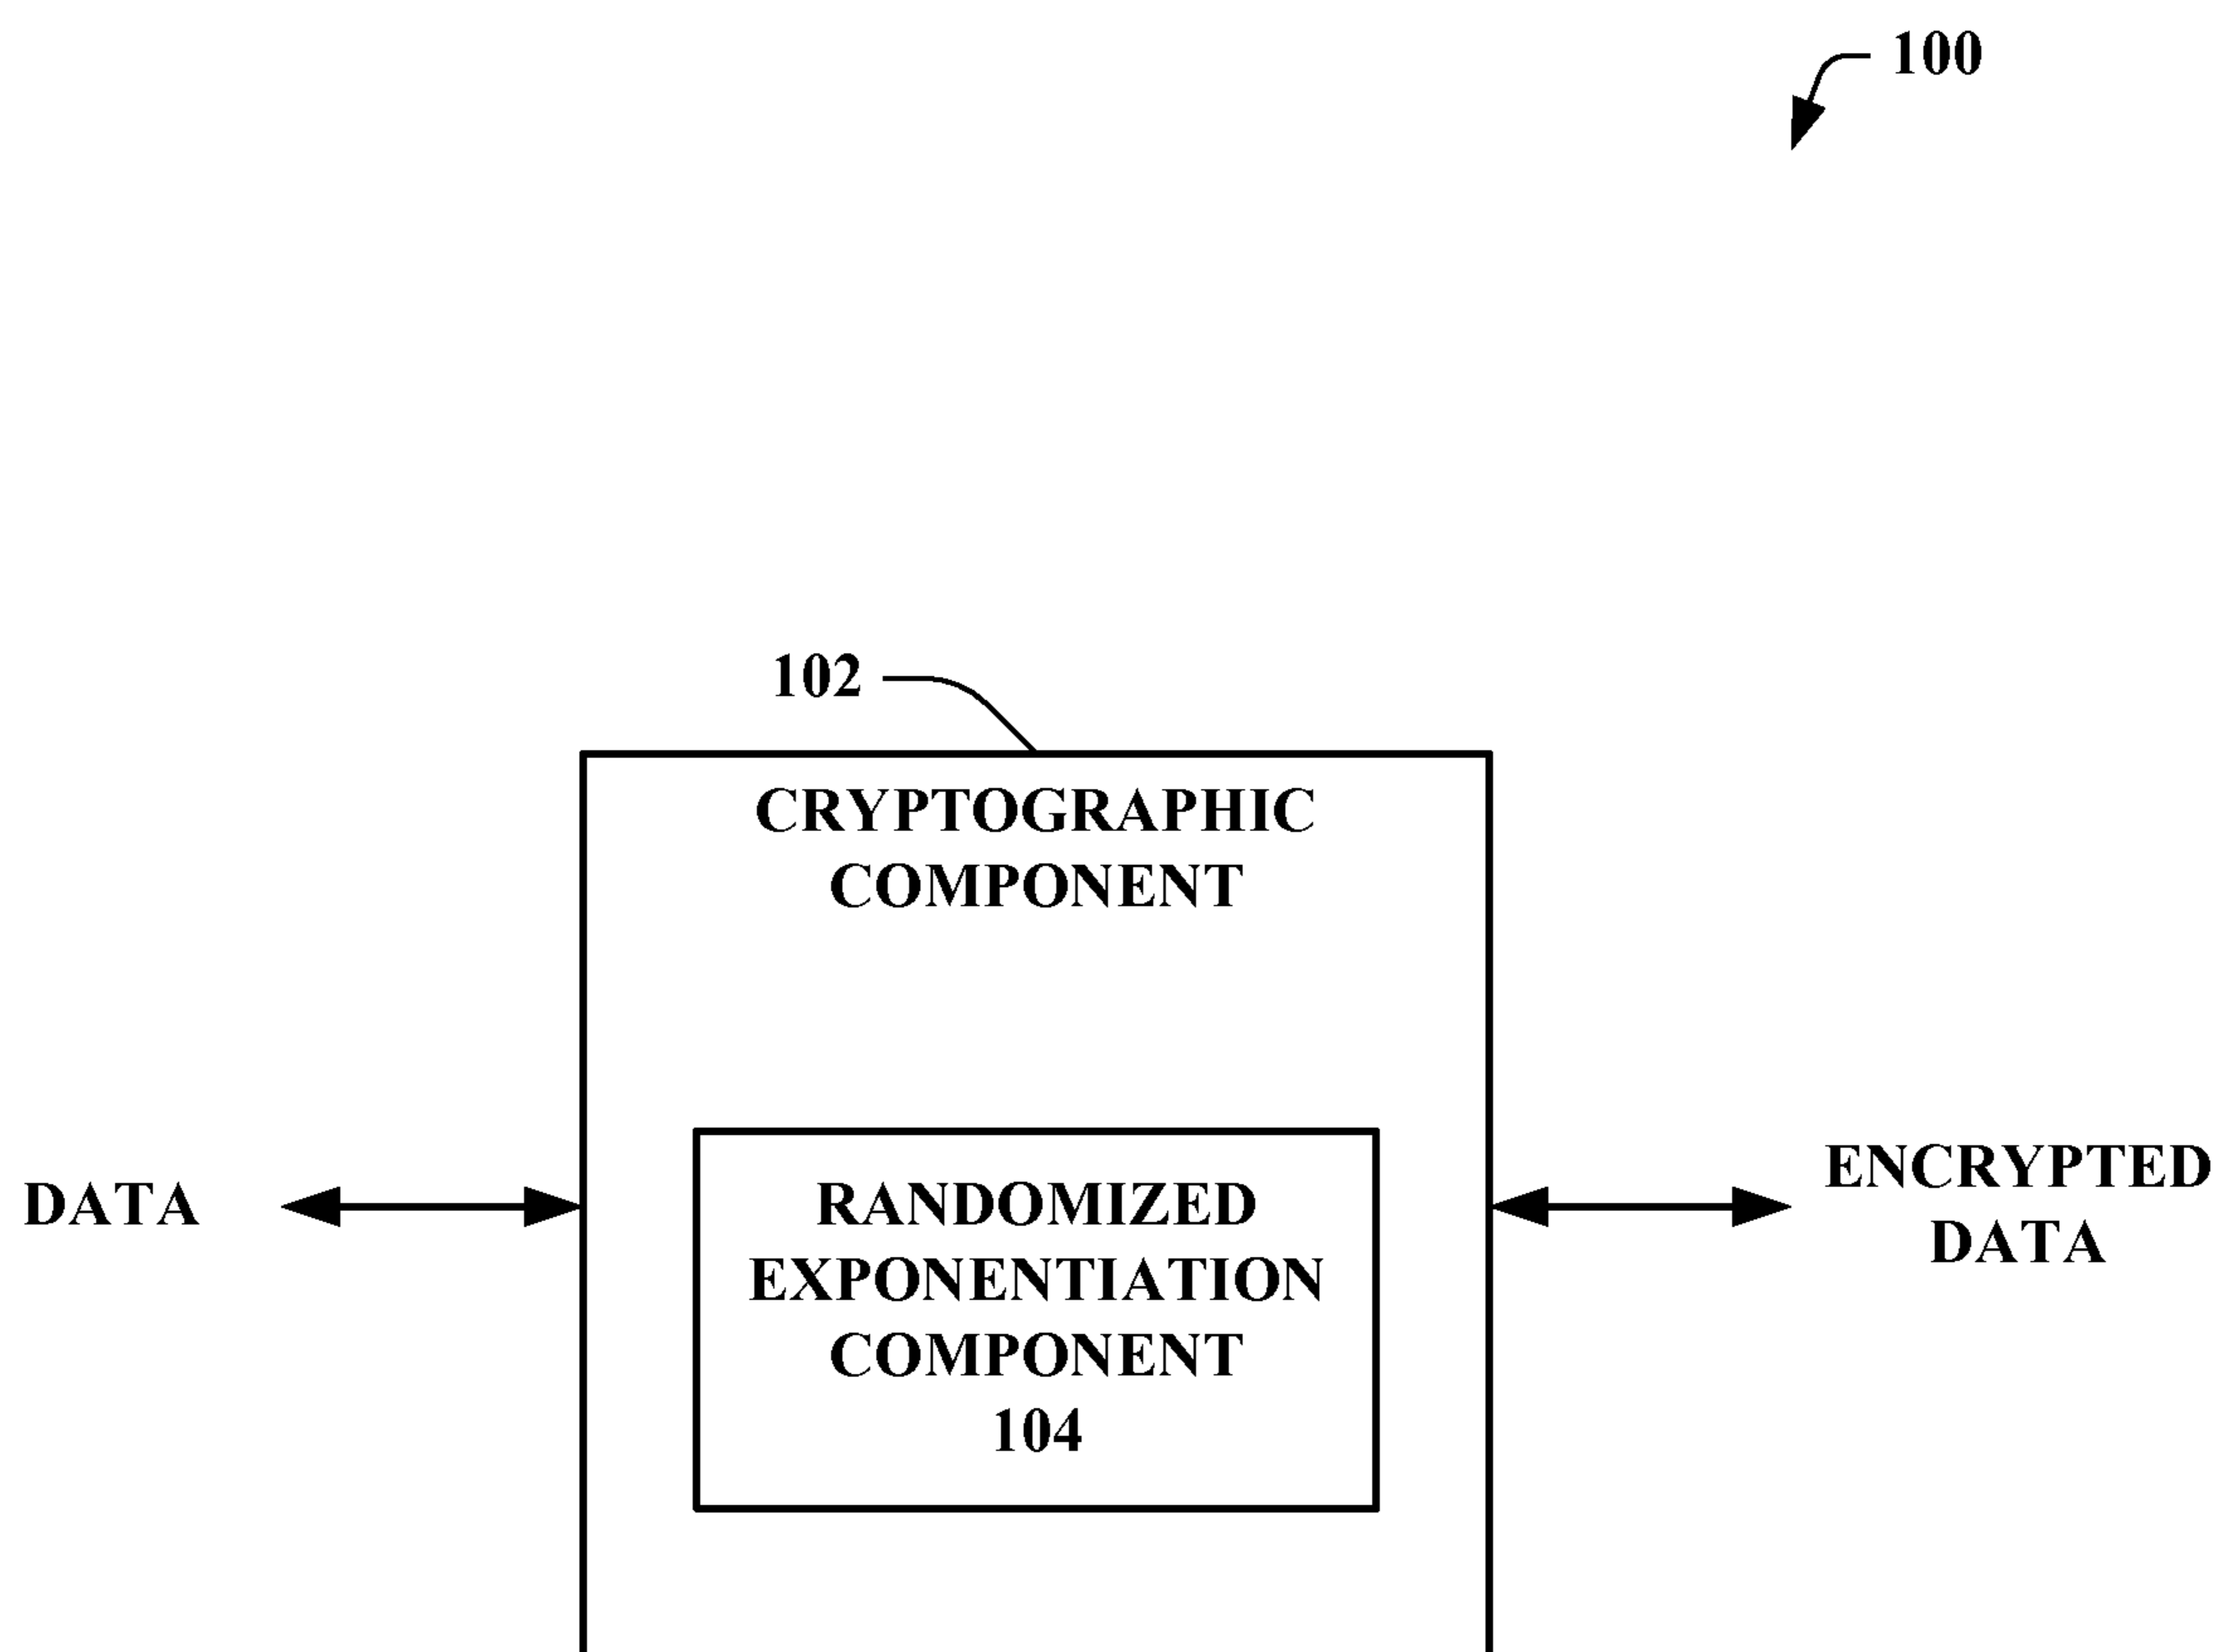 100
102
CRYPTOGRAPHIC
COMPONENT
RANDOMIZED
EXPONENTIATION
COMPONENT
104
DATA
ENCRYPTED
DATA